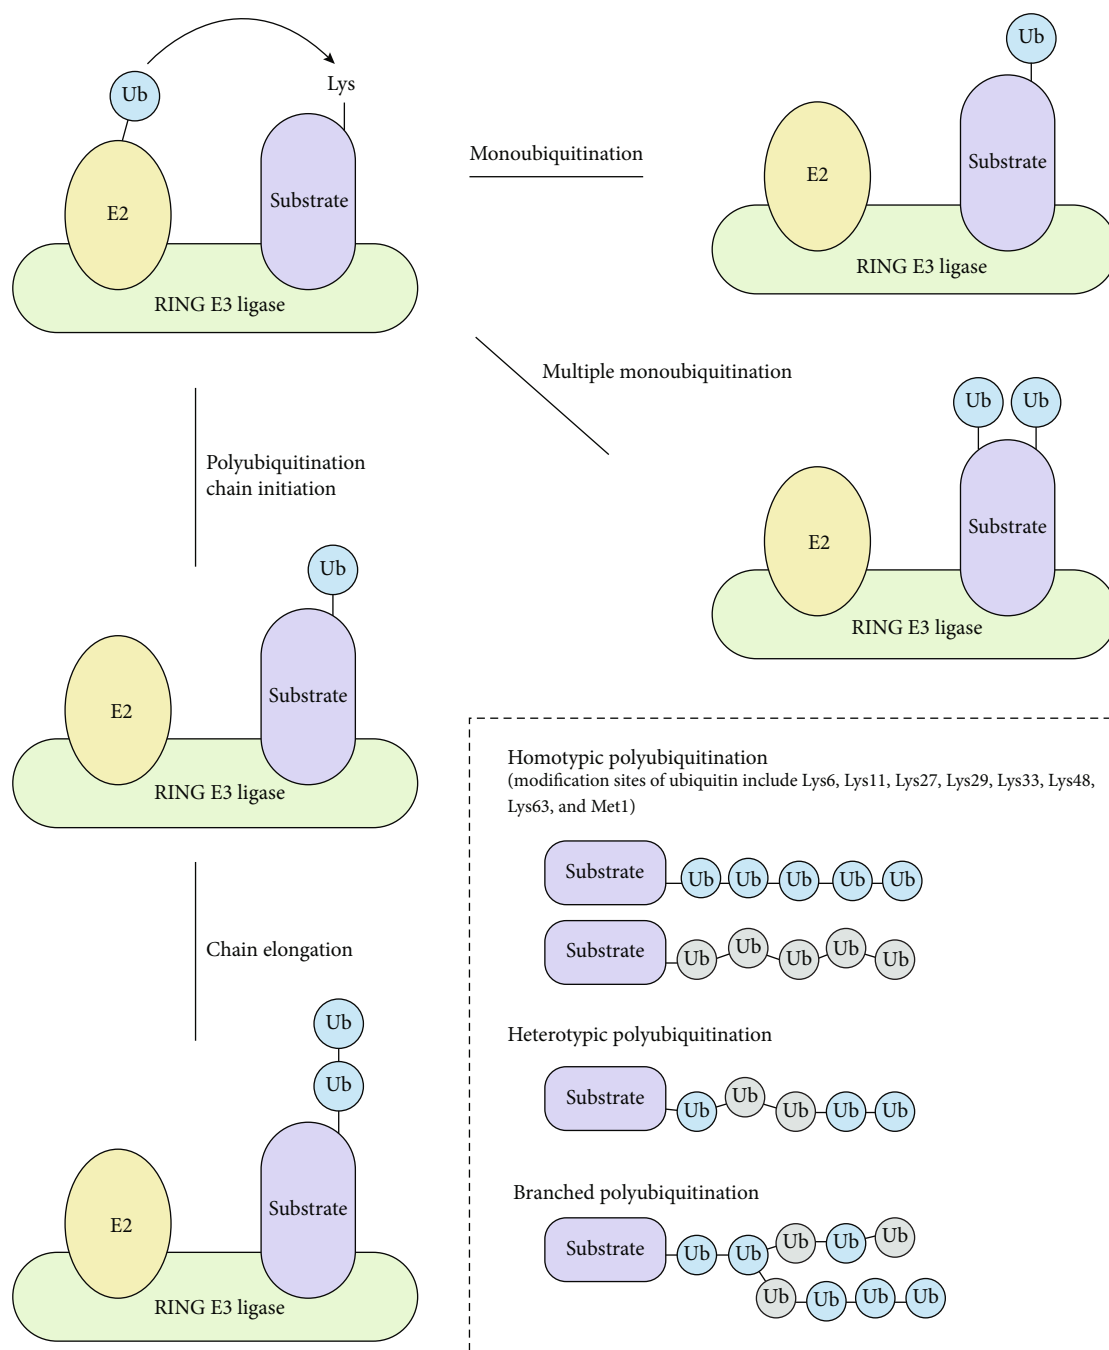 Ub
Lys
E2
Substrate
RING E3 ligase
Monoubiquitination
Ub
E2
Substrate
RING E3 ligase
Multiple monoubiquitination
Ub Ub
E2
Substrate
RING E3 ligase
Polyubiquitination
chain initiation
Ub
E2
Substrate
RING E3 ligase
Chain elongation
Ub
Ub
E2
Substrate
RING E3 ligase
Homotypic polyubiquitination
(modification sites of ubiquitin include Lys6, Lys11, Lys27, Lys29, Lys33, Lys48,
Lys63, and Met1)
Substrate Ub Ub Ub Ub Ub
Substrate Ub Ub Ub Ub Ub
Heterotypic polyubiquitination
Substrate Ub Ub Ub Ub Ub
Branched polyubiquitination
Substrate Ub Ub Ub Ub Ub
Ub Ub Ub Ub